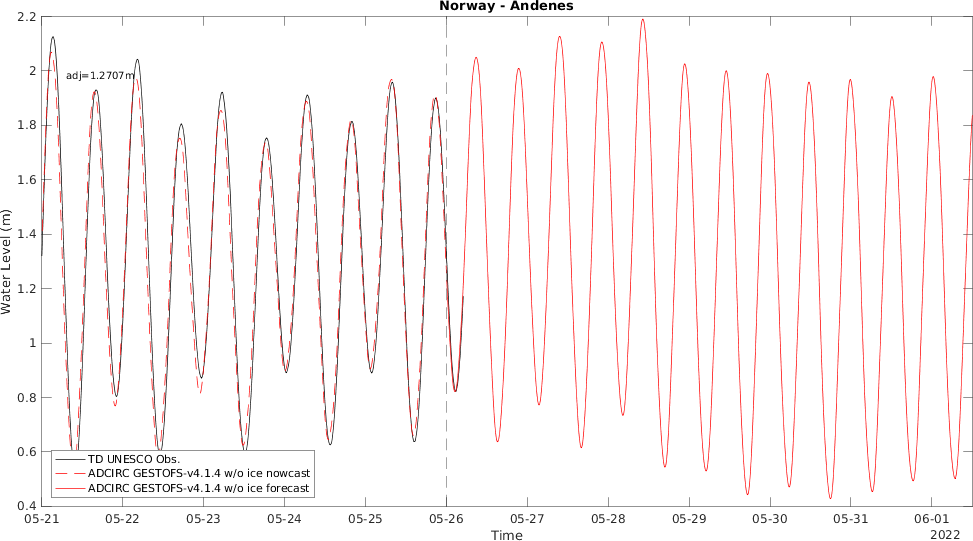 Norway - Andenes
2.2
2
1.8
1.6
1.4
1.2
1
0.8
0.6
0.4
Water Level (m)
adj=1.2707m
TD UNESCO Obs.
ADCIRC GESTOFS-v4.1.4 w/o ice nowcast
ADCIRC GESTOFS-v4.1.4 w/o ice forecast
05-21 05-22 05-23 05-24 05-25 05-26 05-27 05-28 05-29 05-30 05-31 06-01
2022
Time